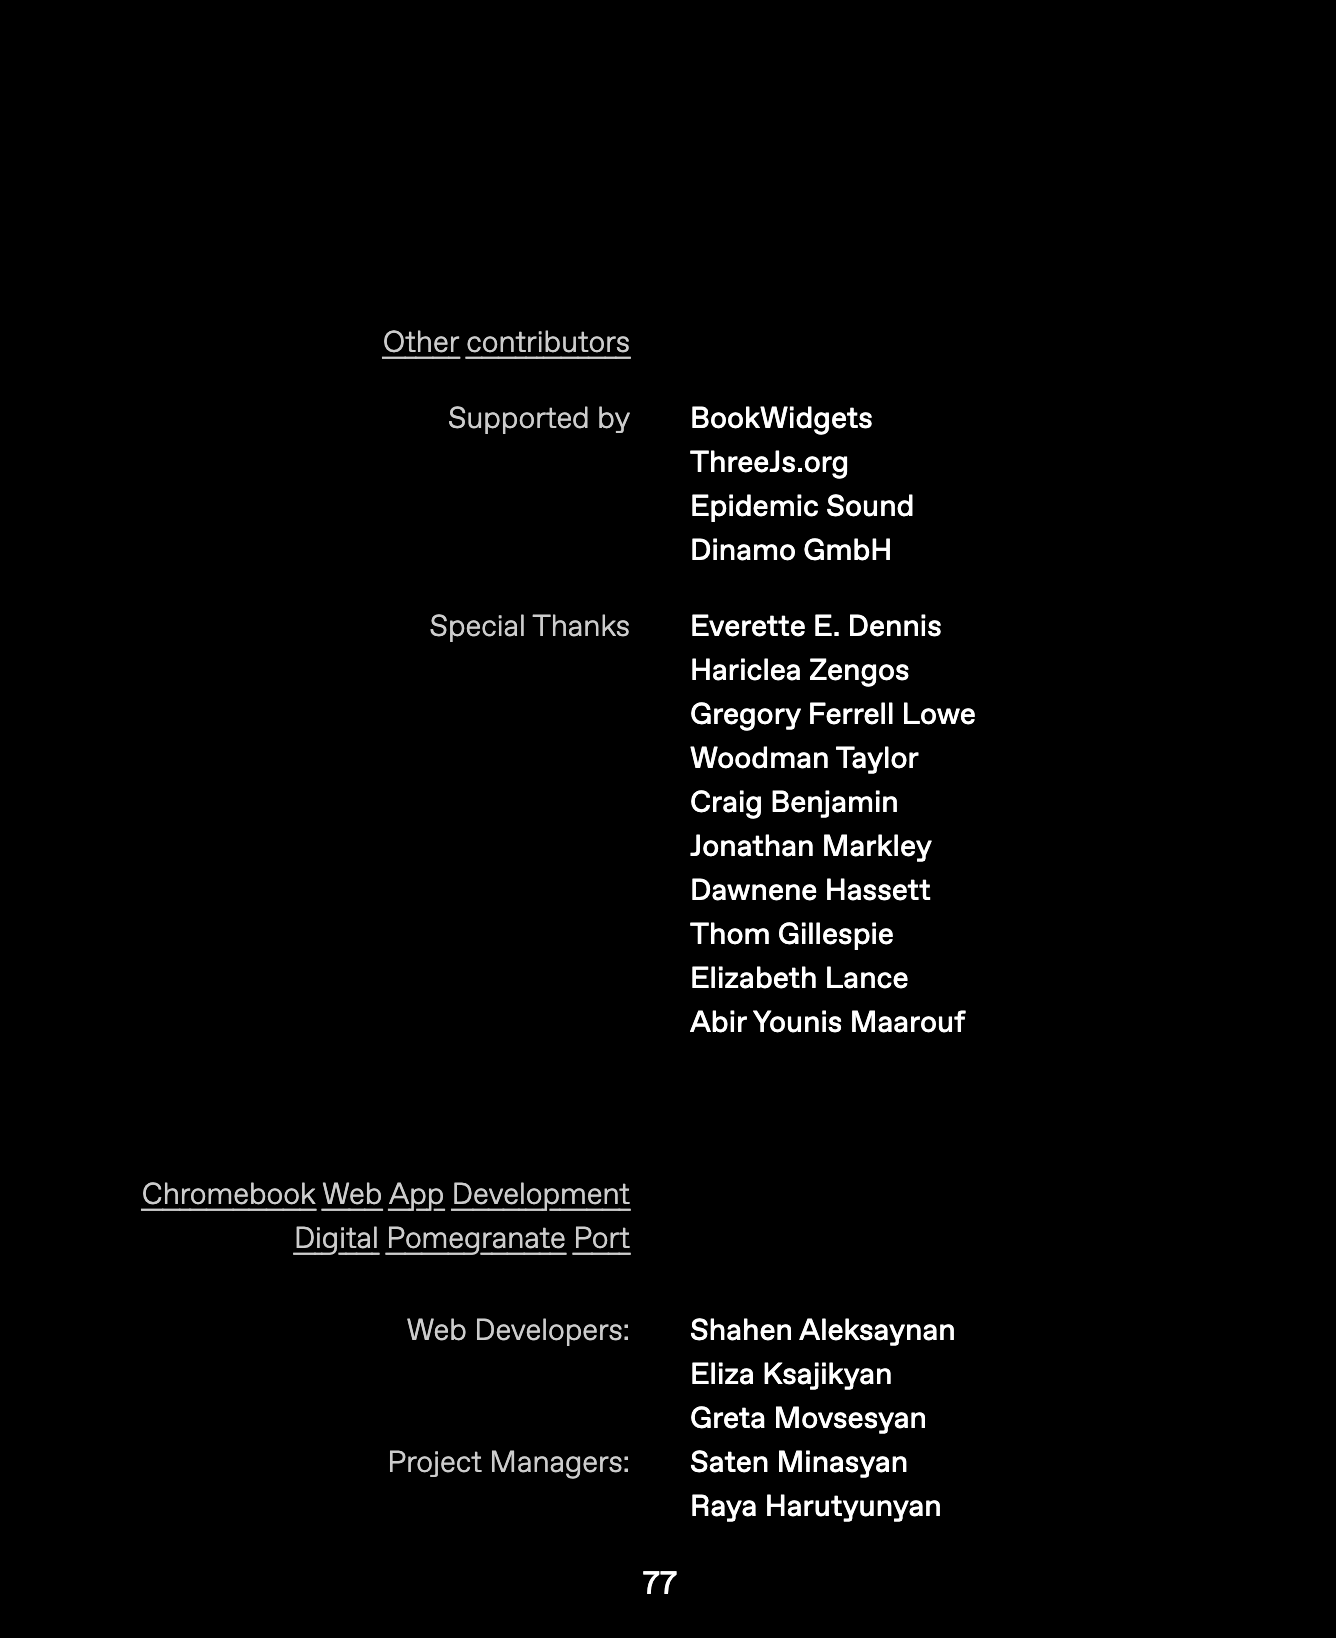 Other contributors
Supported by BookWidgets
ThreeJs.org
Epidemic Sound
Dinamo GmbH
Special Thanks Everette E. Dennis
Hariclea Zengos
Gregory Ferrell Lowe
Woodman Taylor
Craig Benjamin
Jonathan Markley
Dawnene Hassett
Thom Gillespie
Elizabeth Lance
Abir Younis Maarouf
Chromebook Web App Development
Digital Pomegranate Port
Web Developers: Shahen Aleksaynan
Eliza Ksajikyan
Greta Movsesyan
Project Managers: Saten Minasyan
Raya Harutyunyan
77